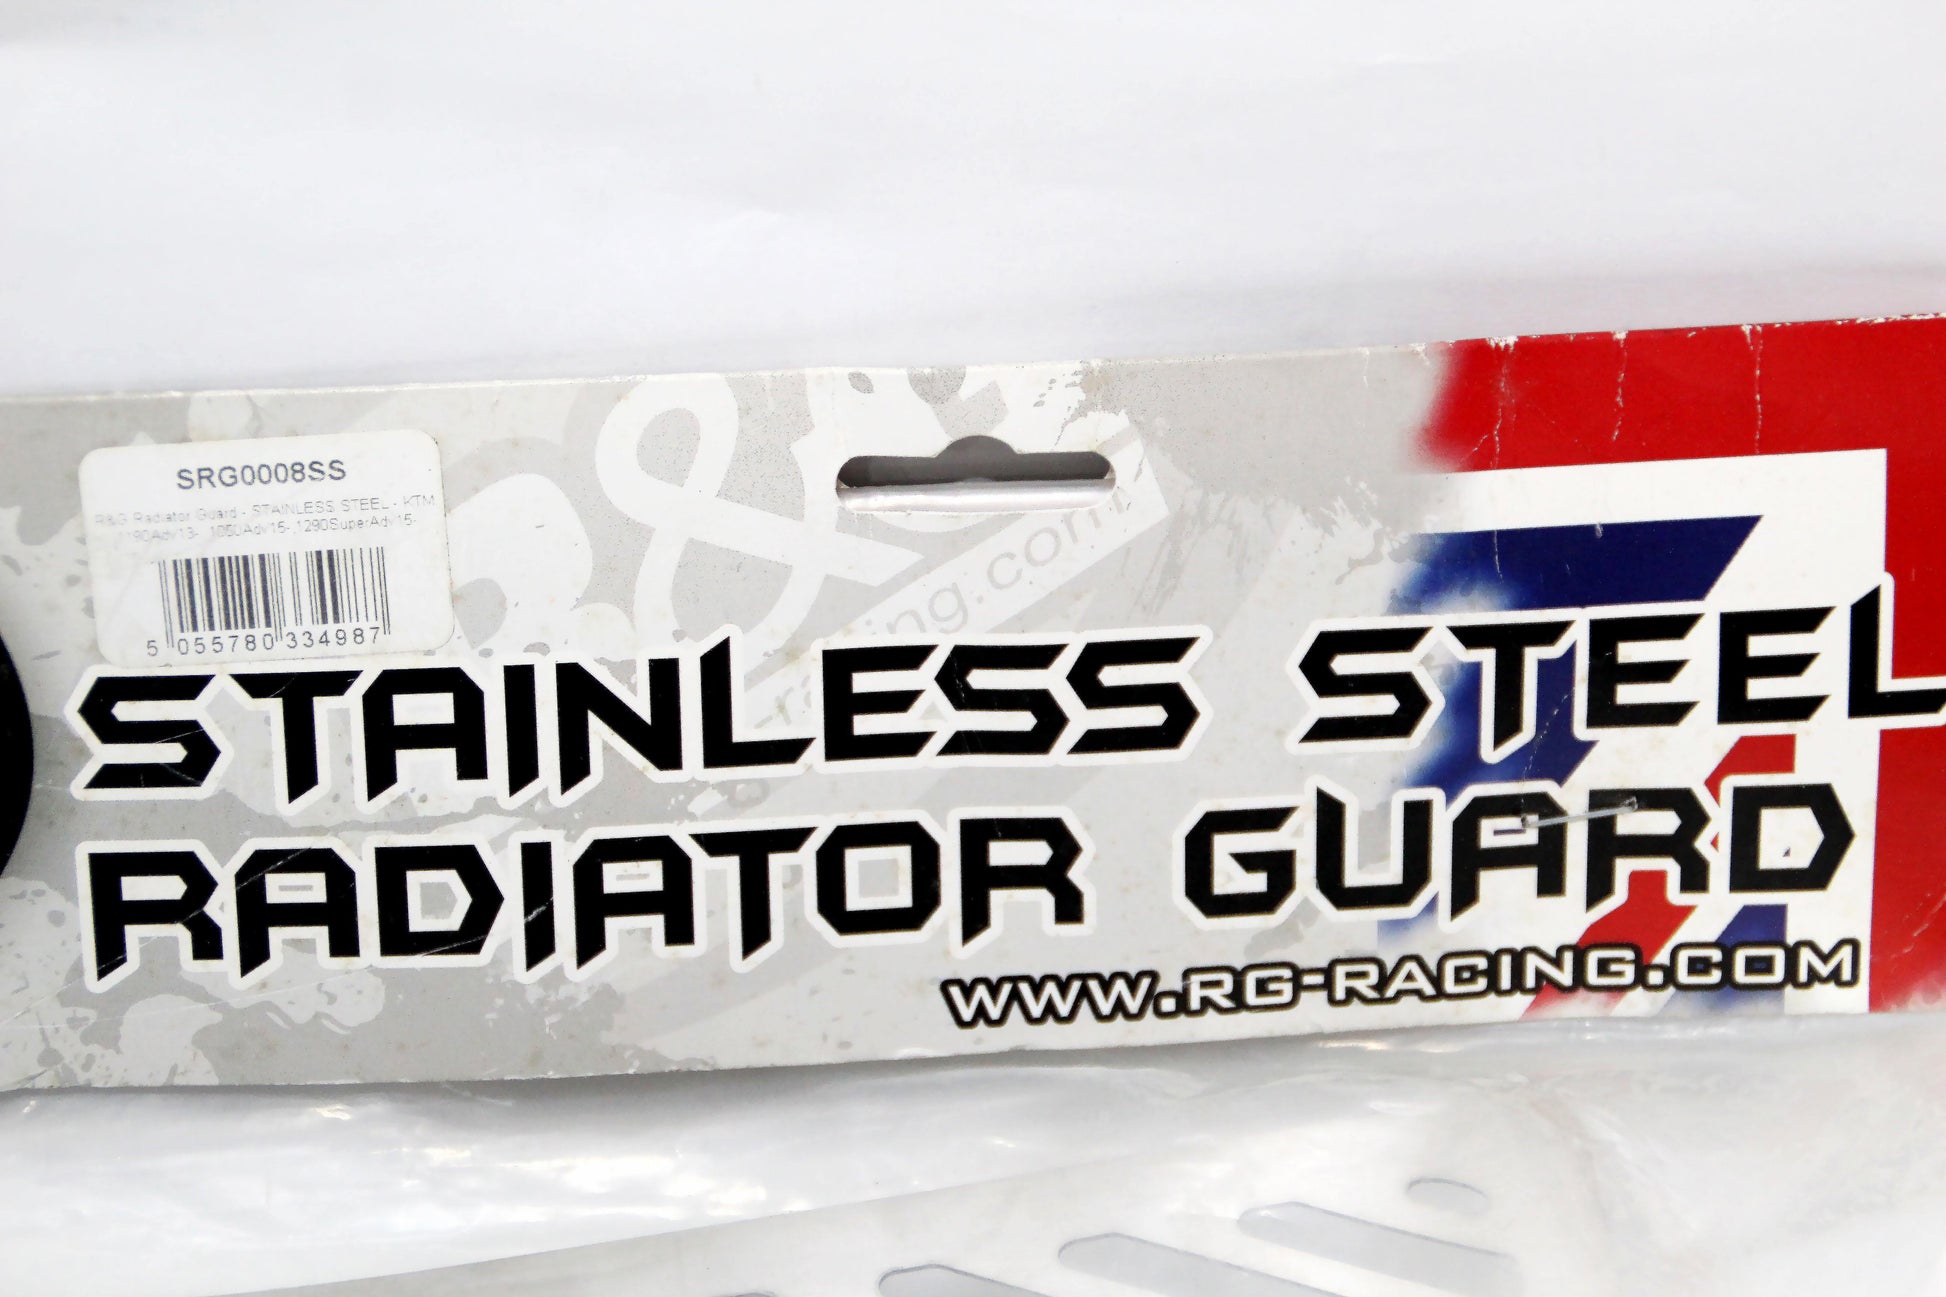 SRG0008SS
R&G Radiator Guard - STAINLESS STEEL - KTM
1190Adv13-, 1050Adv15-,1290SuperAdv15-
5 055780 334987
STAINLESS STEEL
RADIATOR GUARD
WWW.RG-RACING.COM